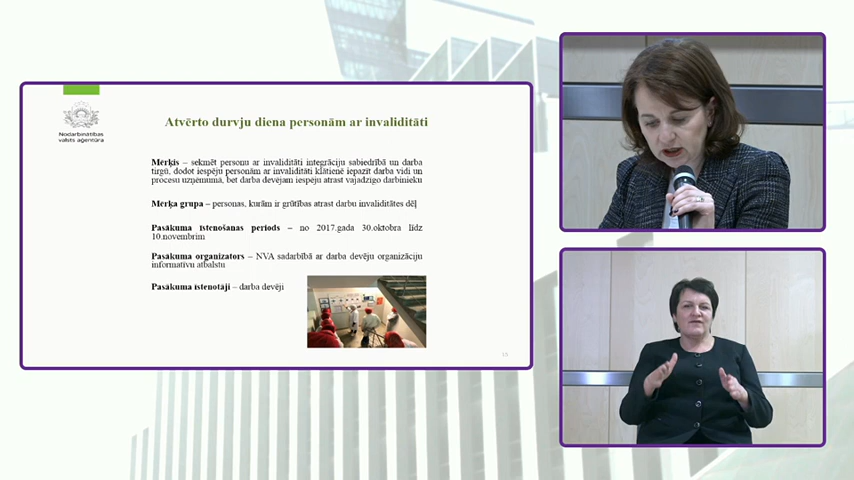 Nodarbinātības
valsts aģentūra
Atvērto durvju diena personām ar invaliditāti
Mērķis – sekmēt personu ar invaliditāti integrāciju sabiedrībā un darba
tirgū, dodot iespēju personām ar invaliditāti klātienē iepazīt darba vidi un
procesu uzņēmumā, bet darba devējam iespēju atrast vajadzīgo darbinieku
Mērķa grupa – personas, kurām ir grūtības atrast darbu invaliditātes dēļ
Pasākuma īstenošanas periods – no 2017.gada 30.oktobra līdz
10.novembrim
Pasākuma organizators – NVA sadarbībā ar darba devēju organizāciju
informatīvu atbalstu
Pasākuma īstenotāji – darba devēji